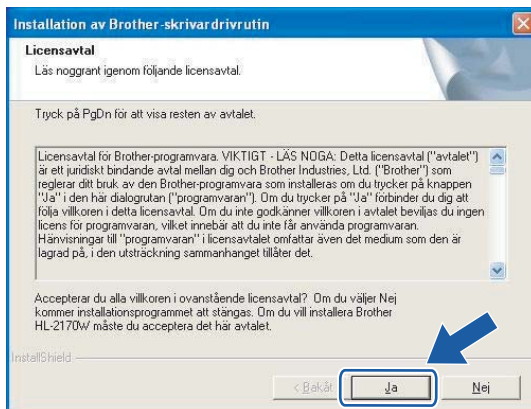 Installation av Brother-skrivardrivrutin
Licensavtal
Läs noggrant igenom följande licensavtal.
Tryck på PgDn för att visa resten av avtalet.
Licensavtal för Brother-programvara. VIKTIGT - LÄS NOGA: Detta licensavtal ("avtalet")
är ett juridiskt bindande avtal mellan dig och Brother Industries, Ltd. ("Brother") som
reglerar ditt bruk av den Brother-programvara som installeras om du trycker på knappen
"Ja" i den här dialogrutan ("programvaran"). Om du trycker på "Ja" förbinder du dig att
följa villkoren i detta licensavtal. Om du inte godkänner villkoren i avtalet beviljas du ingen
licens för programvaran, vilket innebär att du inte får använda programvaran.
Hänvisningar till "programvaran" i licensavtalet omfattar även det medium som den är
lagrad på, i den utsträckning sammanhanget tillåter det.
Accepterar du alla villkoren i ovanstående licensavtal? Om du väljer Nej
kommer installationsprogrammet att stängas. Om du vill installera Brother
HL-2170W måste du acceptera det här avtalet.
InstallShield
< Bakåt
Ja
Nej